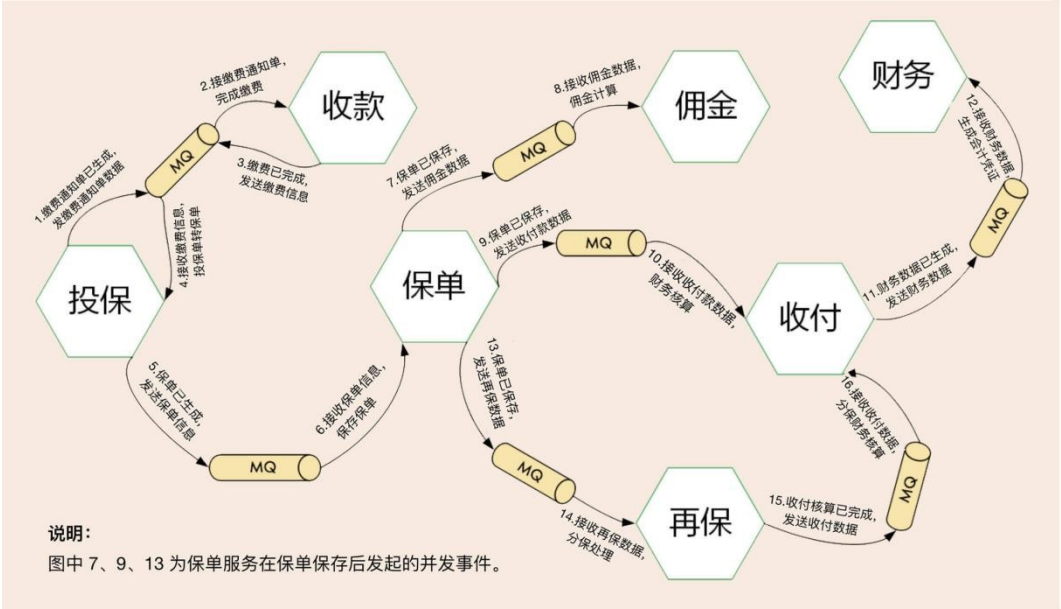 2.接缴费通知单，
完成缴费
收款
MQ
3.缴费已完成，
发送缴费信息
1.缴费通知单已生成，
发缴费通知单数据
4.接收缴费信息，
投保单转保单
投保
5.保单已生成，
发送保单信息
MQ
6.接收保单信息，
保存保单
保单
7.保单已保存，
发送佣金数据
MQ
8.接收佣金数据，
佣金计算
佣金
9.保单已保存，
发送收付款数据
MQ
10.接收收付款数据，
财务核算
收付
11.财务数据已生成，
发送财务数据
MQ
12.接收财务数据，
生成会计凭证
财务
13.保单已保存，
发送再保数据
MQ
14.接收再保数据，
分保处理
再保
15.收付核算已完成，
发送收付数据
MQ
16.接收收付数据，
分保财务核算
说明：
图中 7、9、13 为保单服务在保单保存后发起的并发事件。